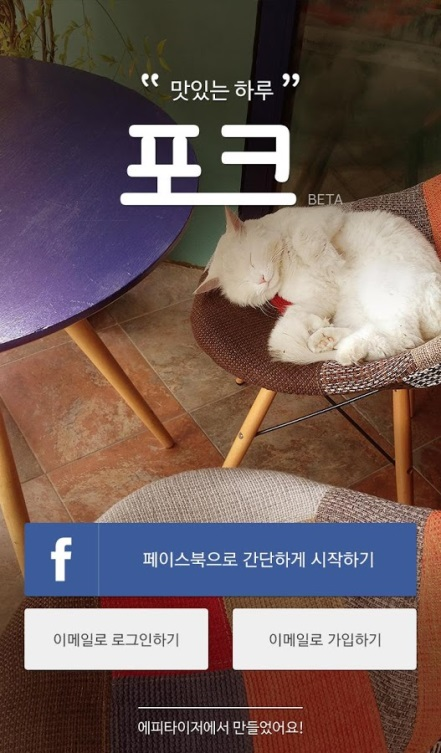 “ 맛있는 하루 ”
포크
BETA
f
페이스북으로 간단하게 시작하기
이메일로 로그인하기
이메일로 가입하기
에피타이저에서 만들었어요!